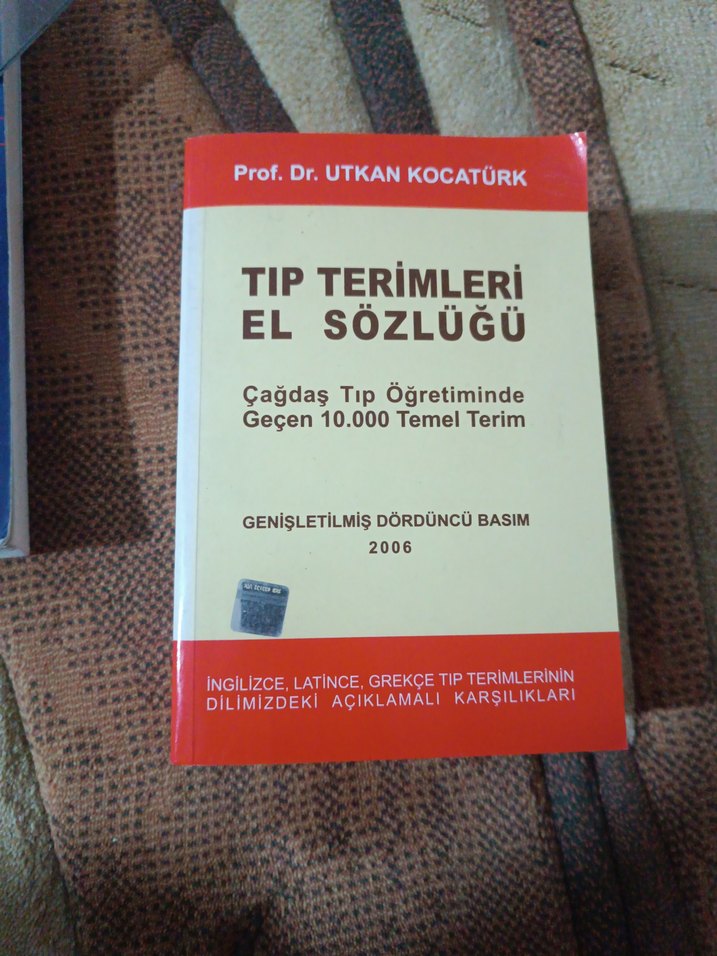 Prof. Dr. UTKAN KOCATÜRK
TIP TERİMLERİ
EL SÖZLÜĞÜ
Çağdaş Tıp Öğretiminde
Geçen 10.000 Temel Terim
GENİŞLETİLMİŞ DÖRDÜNCÜ BASIM
2006
İNGİLİZCE, LATİNCE, GREKÇE TIP TERİMLERİNİN
DİLİMİZDEKİ AÇIKLAMALI KARŞILIKLARI